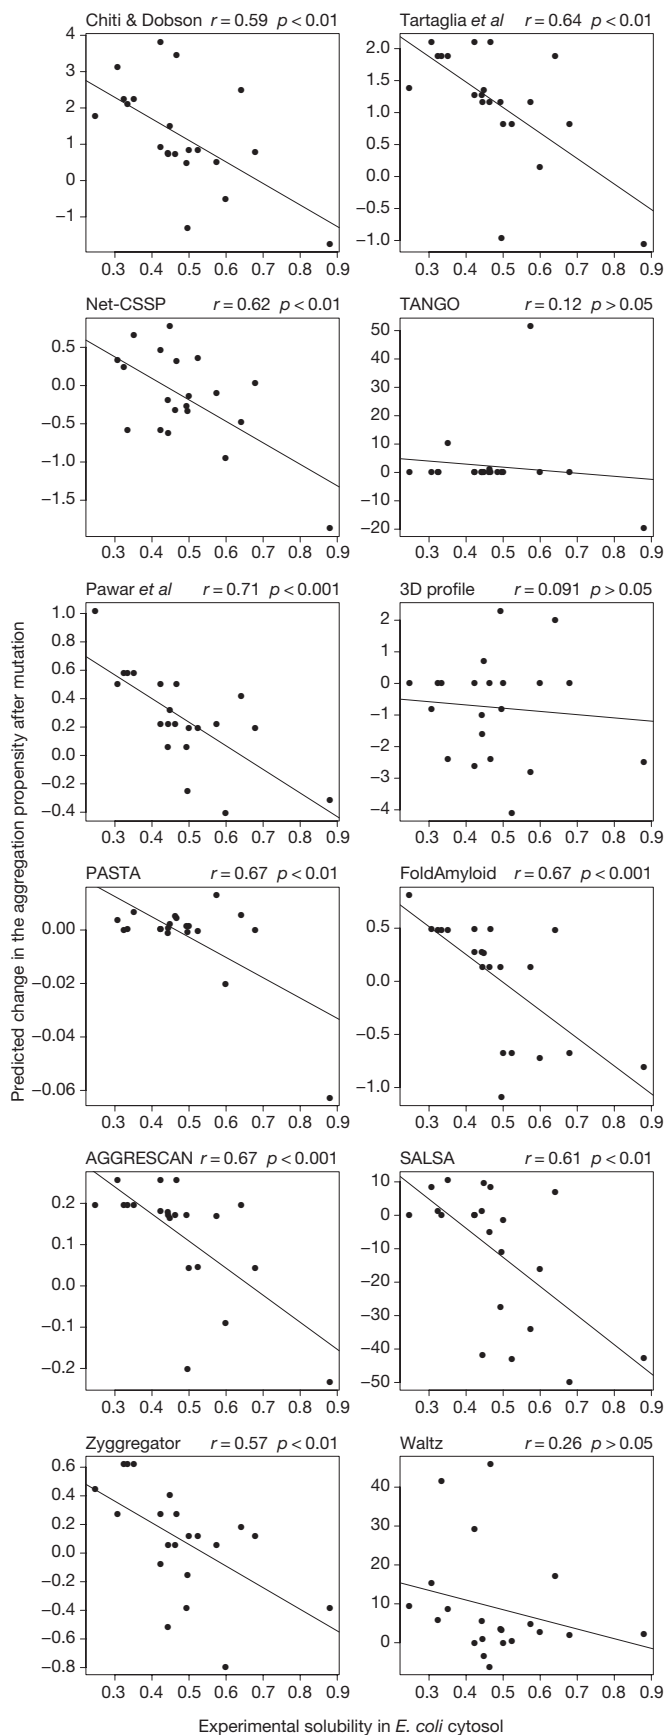 Chiti & Dobson r = 0.59 p < 0.01
4
3
2
1
0
−1
0.3 0.4 0.5 0.6 0.7 0.8 0.9
Tartaglia et al r = 0.64 p < 0.01
2.0
1.5
1.0
0.5
0.0
−0.5
−1.0
0.3 0.4 0.5 0.6 0.7 0.8 0.9
Net-CSSP r = 0.62 p < 0.01
0.5
0.0
−0.5
−1.0
−1.5
0.3 0.4 0.5 0.6 0.7 0.8 0.9
TANGO r = 0.12 p > 0.05
50
40
30
20
10
0
−10
−20
0.3 0.4 0.5 0.6 0.7 0.8 0.9
Pawar et al r = 0.71 p < 0.001
1.0
0.8
0.6
0.4
0.2
0.0
−0.2
−0.4
0.3 0.4 0.5 0.6 0.7 0.8 0.9
3D profile r = 0.091 p > 0.05
2
1
0
−1
−2
−3
−4
0.3 0.4 0.5 0.6 0.7 0.8 0.9
Predicted change in the aggregation propensity after mutation
PASTA r = 0.67 p < 0.01
0.00
−0.02
−0.04
−0.06
0.3 0.4 0.5 0.6 0.7 0.8 0.9
FoldAmyloid r = 0.67 p < 0.001
0.5
0.0
−0.5
−1.0
0.3 0.4 0.5 0.6 0.7 0.8 0.9
AGGRESCAN r = 0.67 p < 0.001
0.2
0.1
0.0
−0.1
−0.2
0.3 0.4 0.5 0.6 0.7 0.8 0.9
SALSA r = 0.61 p < 0.01
10
0
−10
−20
−30
−40
−50
0.3 0.4 0.5 0.6 0.7 0.8 0.9
Zyggregator r = 0.57 p < 0.01
0.6
0.4
0.2
0.0
−0.2
−0.4
−0.6
−0.8
0.3 0.4 0.5 0.6 0.7 0.8 0.9
Waltz r = 0.26 p > 0.05
40
30
20
10
0
0.3 0.4 0.5 0.6 0.7 0.8 0.9
Experimental solubility in E. coli cytosol